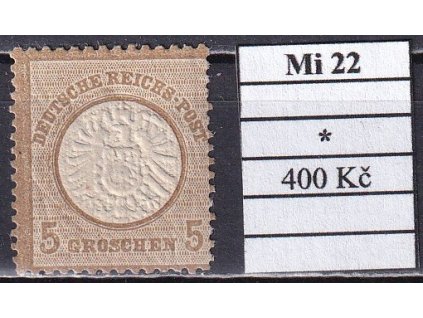 DEUTSCHE REICHS-POST
5 GROSCHEN 5
Mi 22
*
400 Kč